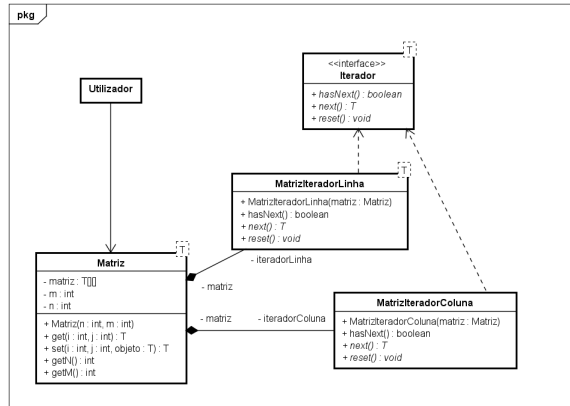 pkg
T
<<interface>>
Iterador
+ hasNext() : boolean
+ next() : T
+ reset() : void
Utilizador
T
MatrizIteradorLinha
+ MatrizIteradorLinha(matriz : Matriz)
+ hasNext() : boolean
+ next() : T
+ reset() : void
- iteradorLinha
T
Matriz
- matriz : T[][]
- m : int
- n : int
+ Matriz(n : int, m : int)
+ get(i : int, j : int) : T
+ set(i : int, j : int, objeto : T) : T
+ getN() : int
+ getM() : int
- matriz
- matriz
- iteradorColuna
MatrizIteradorColuna
+ MatrizIteradorColuna(matriz : Matriz)
+ hasNext() : boolean
+ next() : T
+ reset() : void